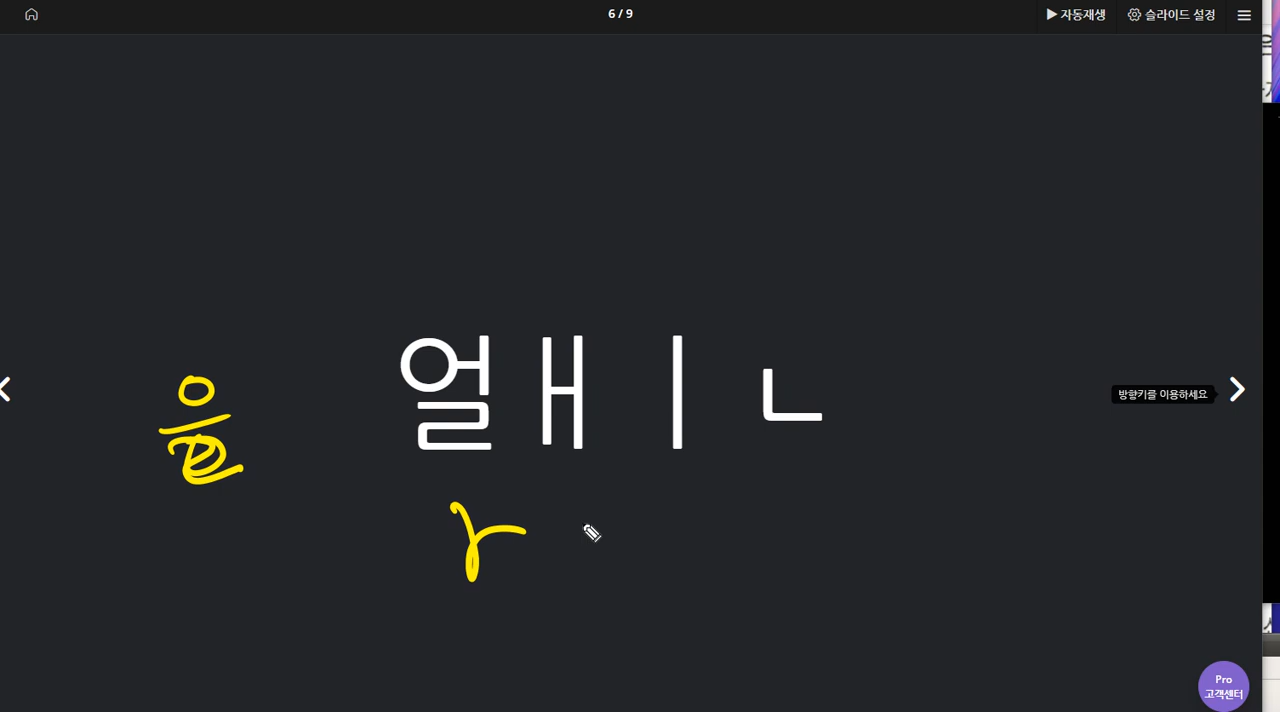 6 / 9
▶ 자동재생
슬라이드 설정
얼ㅐㅣㄴ
방향키를 이용하세요
을
r
Pro
고객센터